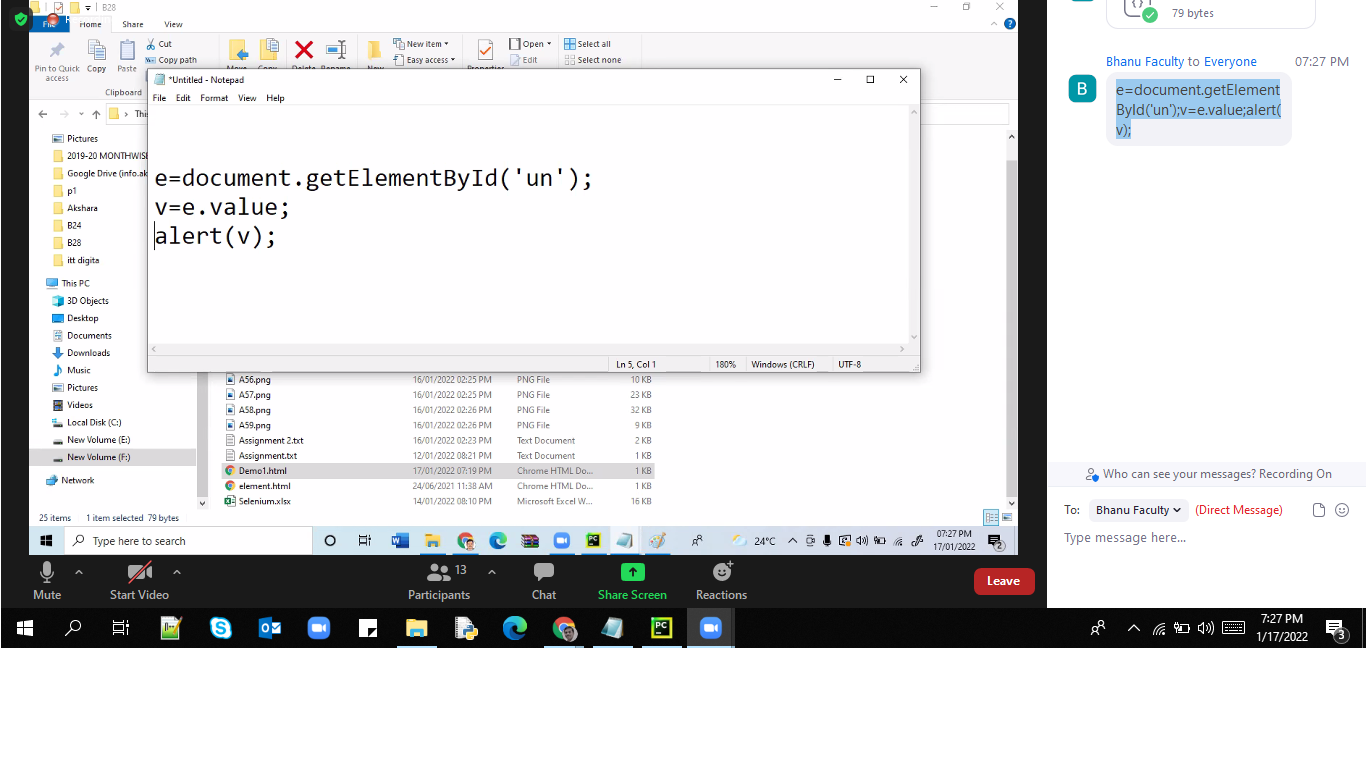 B28
File
Home
Share
View
Pin to Quick access
Copy
Paste
Cut
Copy path
New item
Easy access
Open
Edit
Select all
Select none
Clipboard
*Untitled - Notepad
File Edit Format View Help
e=document.getElementById('un');
v=e.value;
alert(v);
Ln 5, Col 1
180%
Windows (CRLF)
UTF-8
Pictures
2019-20 MONTHWISE
Google Drive (info.ak
p1
Akshara
B24
B28
itt digita
This PC
3D Objects
Desktop
Documents
Downloads
Music
Pictures
Videos
Local Disk (C:)
New Volume (E:)
New Volume (F:)
Network
A56.png 16/01/2022 02:25 PM PNG File 10 KB
A57.png 16/01/2022 02:25 PM PNG File 23 KB
A58.png 16/01/2022 02:26 PM PNG File 32 KB
A59.png 16/01/2022 02:26 PM PNG File 9 KB
Assignment 2.txt 16/01/2022 02:23 PM Text Document 2 KB
Assignment.txt 12/01/2022 08:21 PM Text Document 1 KB
Demo1.html 17/01/2022 07:19 PM Chrome HTML Do... 1 KB
element.html 24/06/2021 11:38 AM Chrome HTML Do... 1 KB
Selenium.xlsx 14/01/2022 08:10 PM Microsoft Excel W... 16 KB
25 items 1 item selected 79 bytes
Type here to search
24°C
07:27 PM
17/01/2022
2
Mute
Start Video
13
Participants
Chat
Share Screen
Reactions
Leave
79 bytes
Bhanu Faculty to Everyone 07:27 PM
B
e=document.getElement
ById('un');v=e.value;alert(
v);
Who can see your messages? Recording On
To: Bhanu Faculty (Direct Message)
Type message here...
7:27 PM
1/17/2022
3